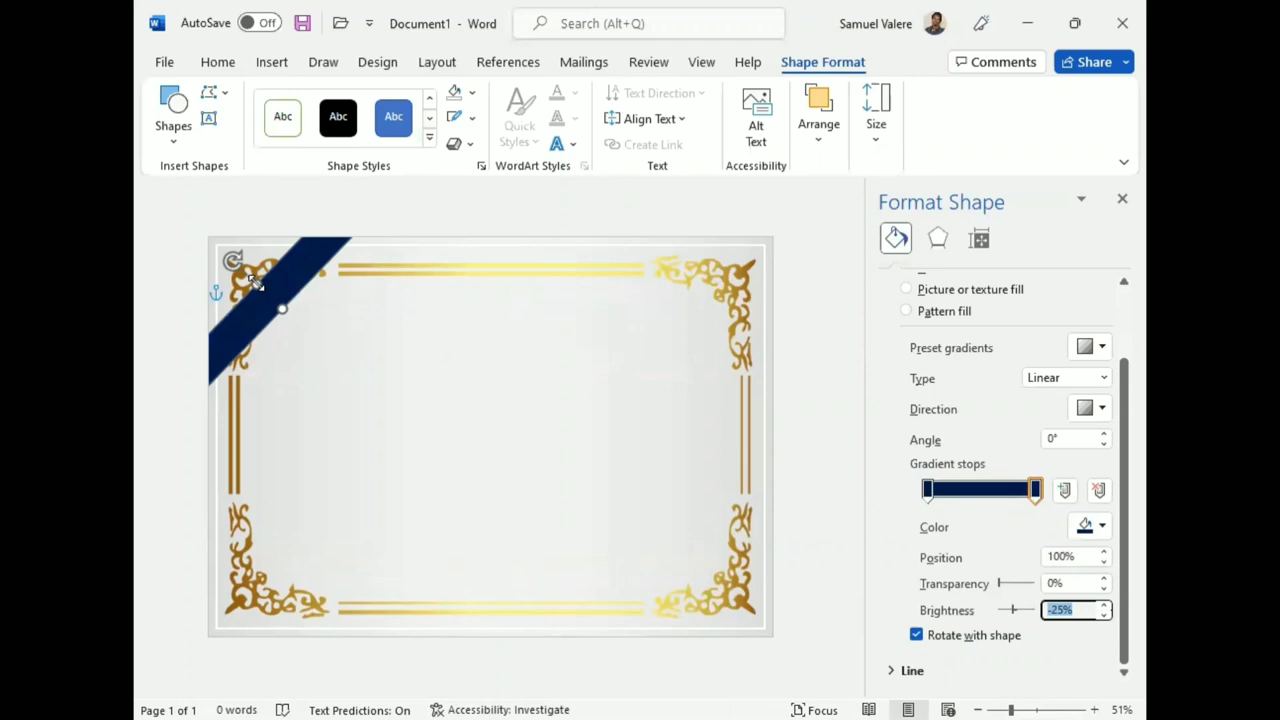 AutoSave Off Document1 - Word Search (Alt+Q) Samuel Valere
File Home Insert Draw Design Layout References Mailings Review View Help Shape Format Comments Share
Shapes
Insert Shapes
Abc Abc Abc
Shape Styles
Quick
Styles
WordArt Styles
Text Direction
Align Text
Create Link
Text
Alt
Text
Accessibility
Arrange
Size
Format Shape
Picture or texture fill
Pattern fill
Preset gradients
Type Linear
Direction
Angle 0°
Gradient stops
Color
Position 100%
Transparency 0%
Brightness -25%
Rotate with shape
Line
Page 1 of 1 0 words Text Predictions: On Accessibility: Investigate Focus 51%